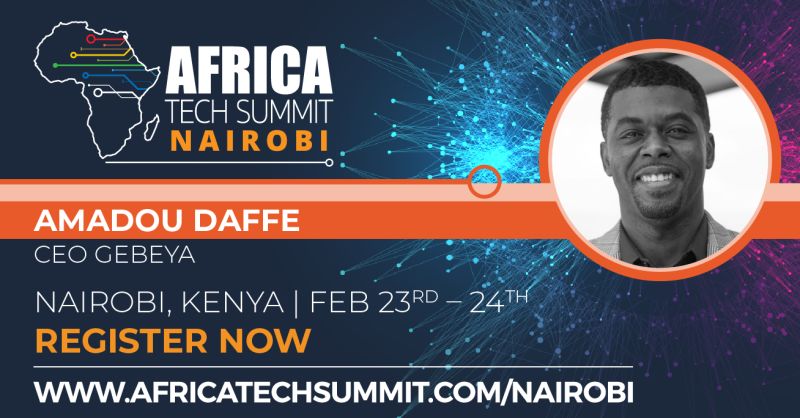 AFRICA
TECH SUMMIT
NAIROBI
AMADOU DAFFE
CEO GEBEYA
NAIROBI, KENYA | FEB 23RD – 24TH
REGISTER NOW
WWW.AFRICATECHSUMMIT.COM/NAIROBI